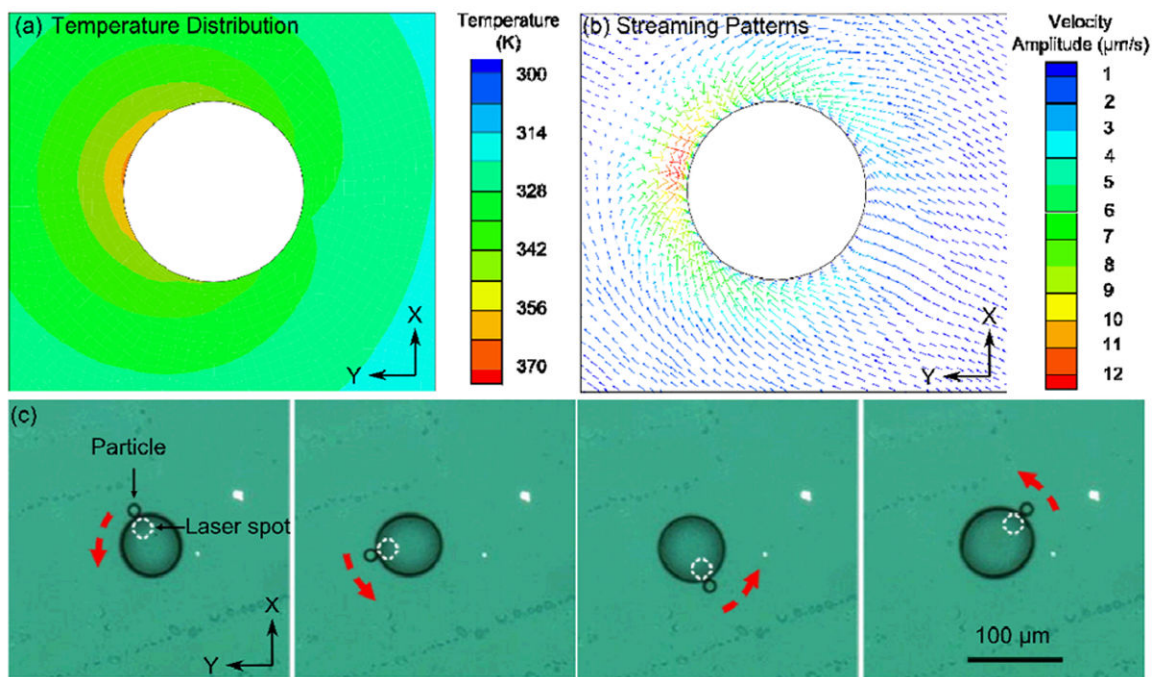 (a) Temperature Distribution
Temperature
(K)
300
314
328
342
356
370
X
Y
(b) Streaming Patterns
Velocity
Amplitude (μm/s)
1
2
3
4
5
6
7
8
9
10
11
12
X
Y
(c)
Particle
Laser spot
X
Y
100 μm